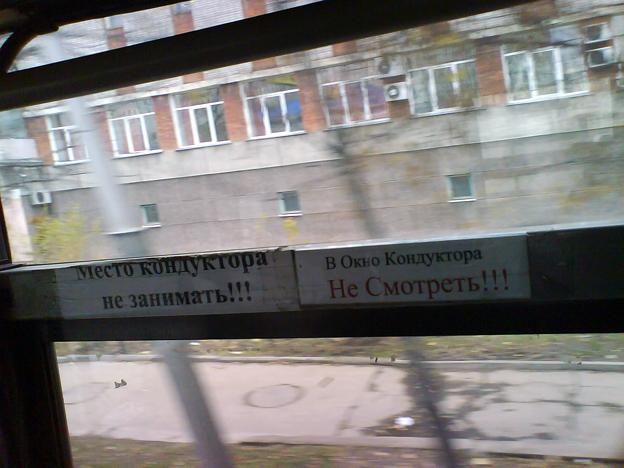 Место кондуктора
не занимать!!!
В Окно Кондуктора
Не Смотреть!!!